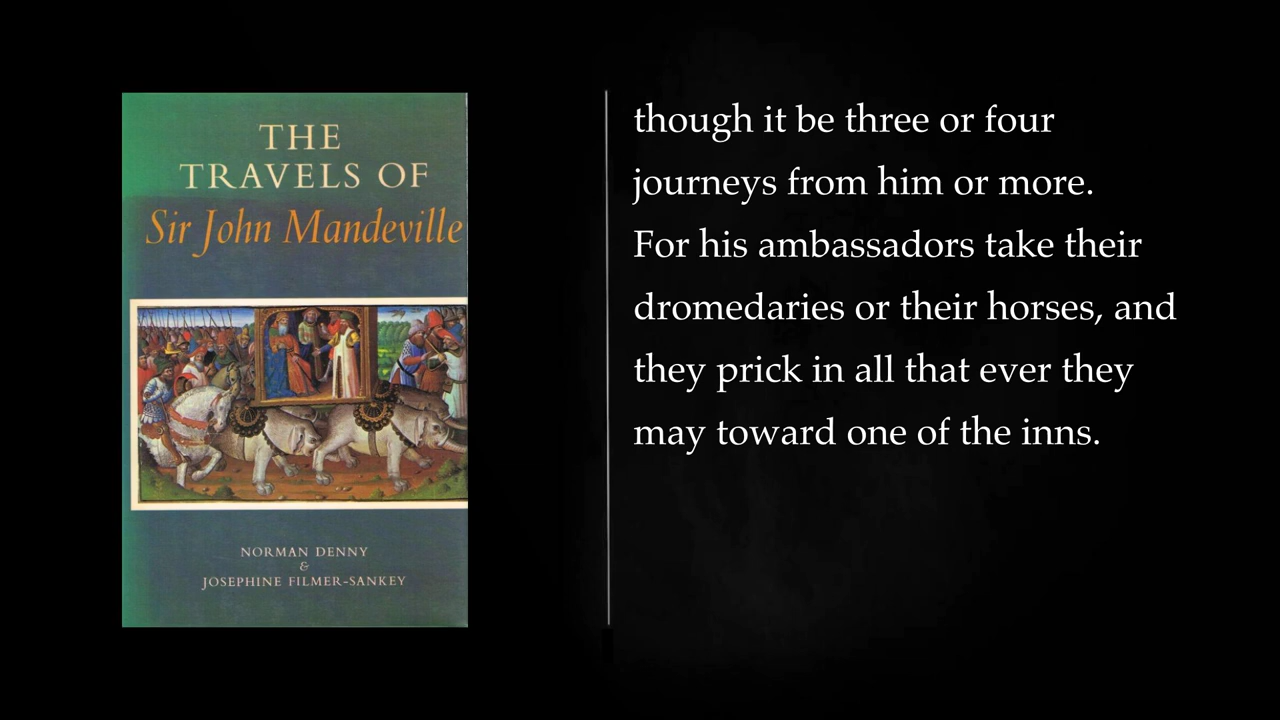 THE
TRAVELS OF
Sir John Mandeville
NORMAN DENNY
&
JOSEPHINE FILMER-SANKEY
though it be three or four
journeys from him or more.
For his ambassadors take their
dromedaries or their horses, and
they prick in all that ever they
may toward one of the inns.